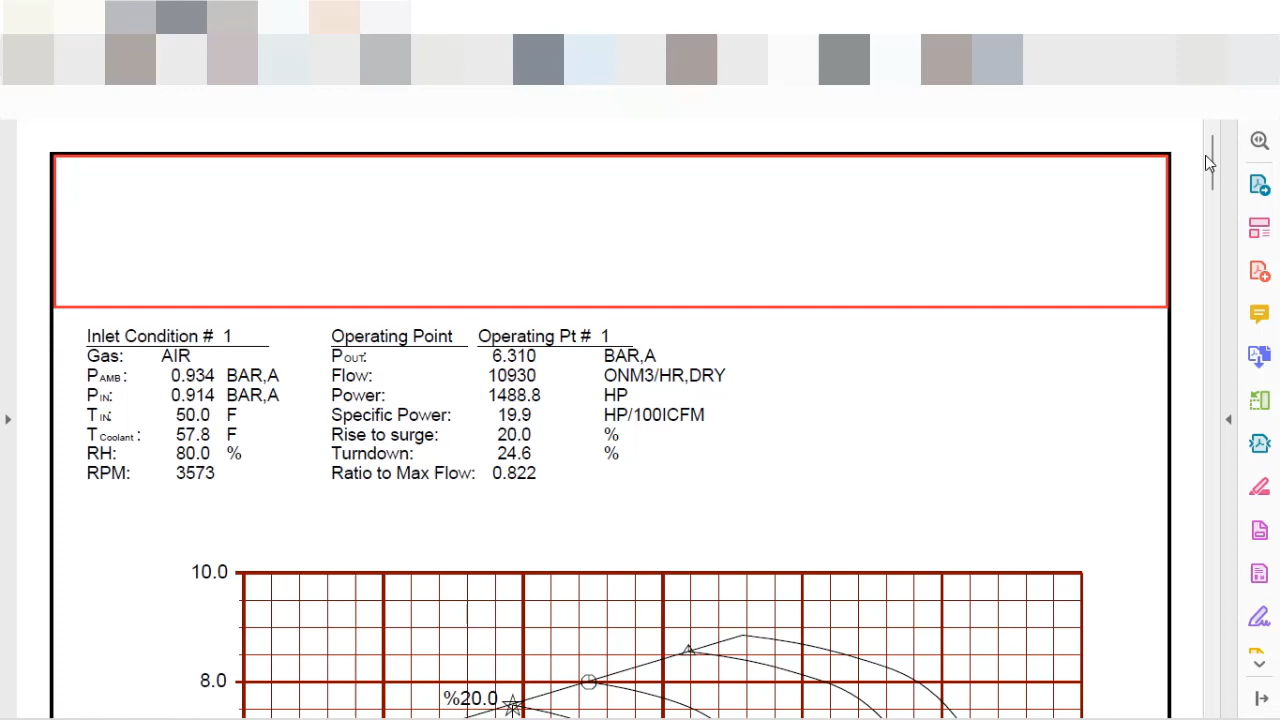 Inlet Condition # 1 Operating Point Operating Pt # 1
Gas: AIR POUT: 6.310 BAR,A
PAMB: 0.934 BAR,A Flow: 10930 ONM3/HR,DRY
PIN: 0.914 BAR,A Power: 1488.8 HP
TIN: 50.0 F Specific Power: 19.9 HP/100ICFM
TCoolant: 57.8 F Rise to surge: 20.0 %
RH: 80.0 % Turndown: 24.6 %
RPM: 3573 Ratio to Max Flow: 0.822
10.0
8.0
%20.0